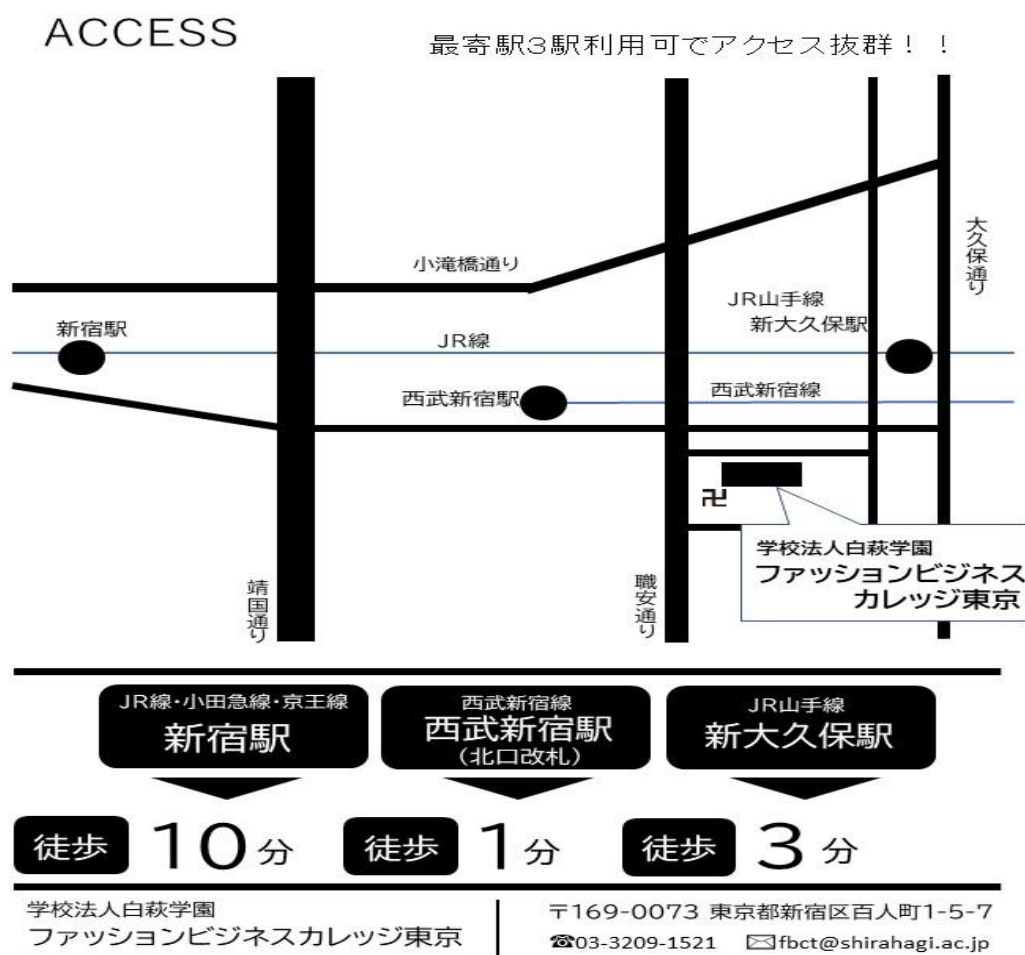 ACCESS
最寄駅3駅利用可でアクセス抜群！！
小滝橋通り
大久保通り
新宿駅
JR線
JR山手線
新大久保駅
西武新宿駅
西武新宿線
卍
学校法人白萩学園
ファッションビジネス
カレッジ東京
靖国通り
職安通り
JR線・小田急線・京王線
新宿駅
西武新宿線
西武新宿駅
（北口改札）
JR山手線
新大久保駅
徒歩 10分
徒歩 1分
徒歩 3分
学校法人白萩学園
ファッションビジネスカレッジ東京
〒169-0073 東京都新宿区百人町1-5-7
☎03-3209-1521 ✉fbct@shirahagi.ac.jp